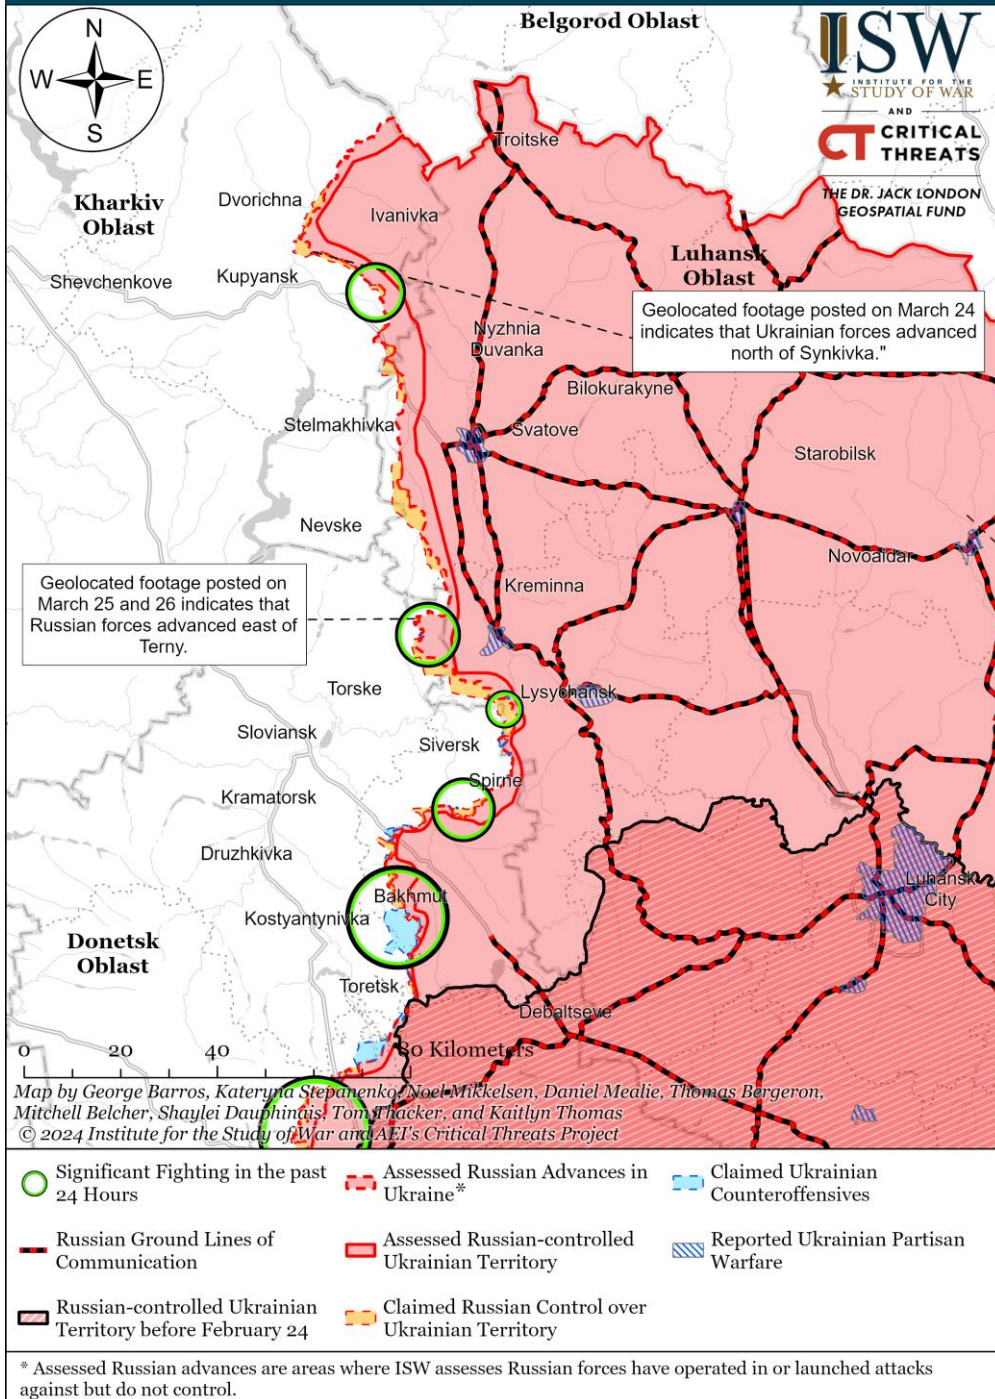 Belgorod Oblast
N
W
E
S
ISW
INSTITUTE FOR THE
STUDY OF WAR
AND
CT CRITICAL
THREATS
THE DR. JACK LONDON
GEOSPATIAL FUND
Troitske
Dvorichna
Kharkiv
Oblast
Ivanivka
Luhansk
Oblast
Shevchenkove
Kupyansk
Geolocated footage posted on March 24
indicates that Ukrainian forces advanced
north of Synkivka."
Nyzhnia
Duvanka
Bilokurakyne
Stelmakhivka
Svatove
Starobilsk
Nevske
Novoaidar
Geolocated footage posted on
March 25 and 26 indicates that
Russian forces advanced east of
Terny.
Kreminna
Torske
Lysychansk
Sloviansk
Siversk
Spirne
Kramatorsk
Druzhkivka
Luhansk
City
Bakhmut
Kostyantynivka
Donetsk
Oblast
Toretsk
Debaltseve
0 20 40 80 Kilometers
Map by George Barros, Kateryna Stepanenko, Noel Mikkelsen, Daniel Mealie, Thomas Bergeron,
Mitchell Belcher, Shaylei Dauphinais, Tom Thacker, and Kaitlyn Thomas
© 2024 Institute for the Study of War and AEI's Critical Threats Project
Significant Fighting in the past
24 Hours
Assessed Russian Advances in
Ukraine*
Claimed Ukrainian
Counteroffensives
Russian Ground Lines of
Communication
Assessed Russian-controlled
Ukrainian Territory
Reported Ukrainian Partisan
Warfare
Russian-controlled Ukrainian
Territory before February 24
Claimed Russian Control over
Ukrainian Territory
* Assessed Russian advances are areas where ISW assesses Russian forces have operated in or launched attacks
against but do not control.